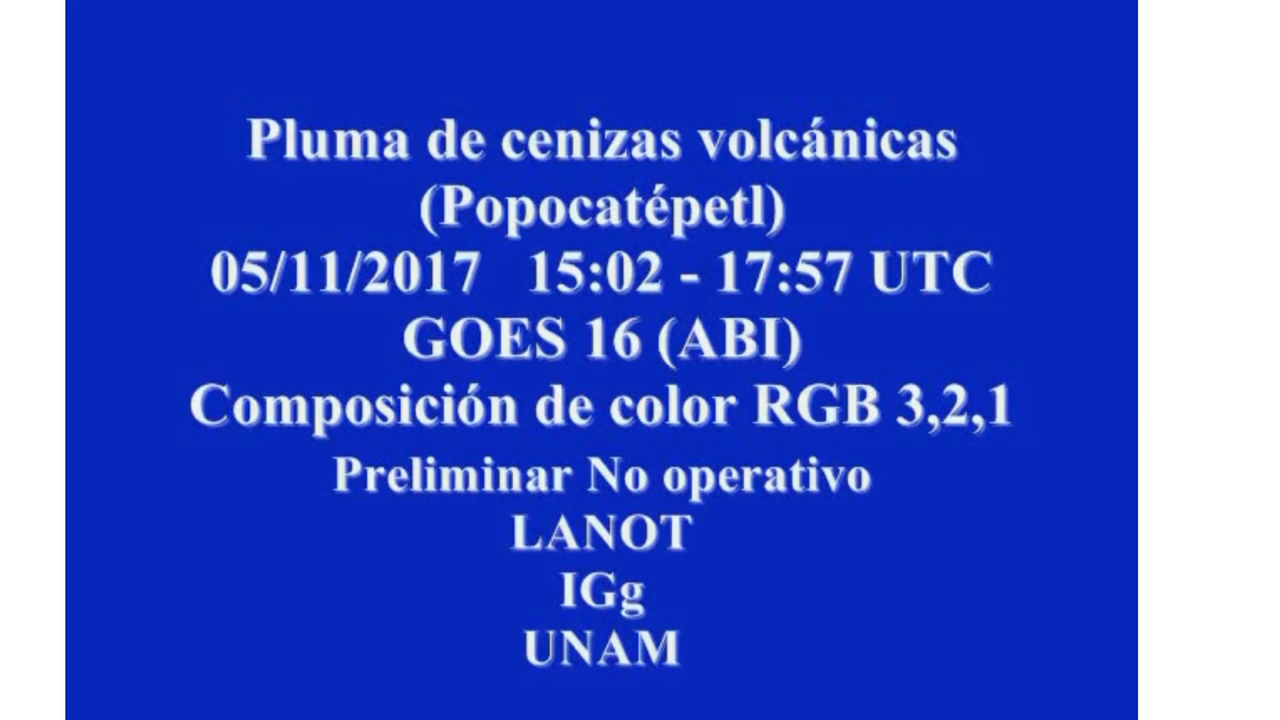 Pluma de cenizas volcánicas
(Popocatépetl)
05/11/2017 15:02 - 17:57 UTC
GOES 16 (ABI)
Composición de color RGB 3,2,1
Preliminar No operativo
LANOT
IGg
UNAM